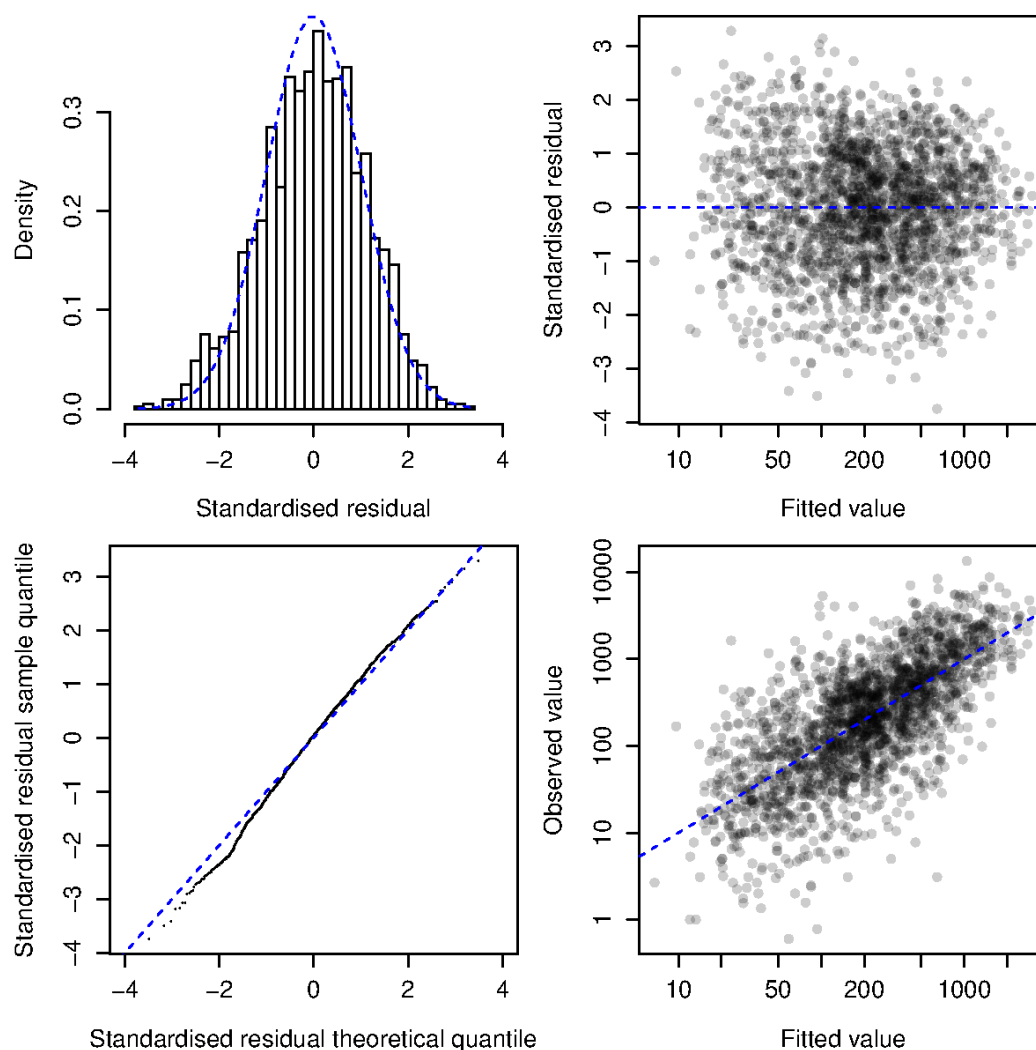 Density
0.0 0.1 0.2 0.3
−4 −2 0 2 4
Standardised residual
Standardised residual
−4 −3 −2 −1 0 1 2 3
10 50 200 1000
Fitted value
Standardised residual sample quantile
−4 −3 −2 −1 0 1 2 3
−4 −2 0 2 4
Standardised residual theoretical quantile
Observed value
1 10 100 1000 10000
10 50 200 1000
Fitted value